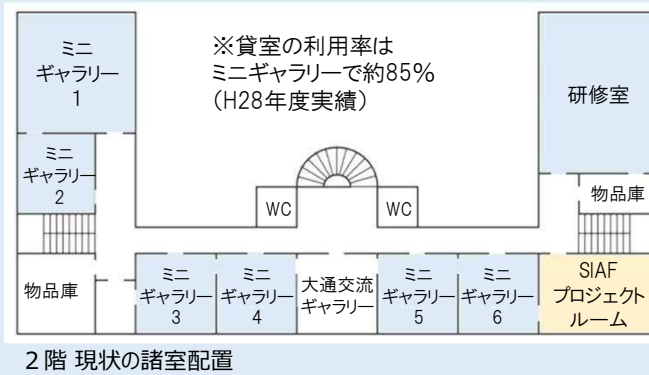 ミニ
ギャラリー
1
※貸室の利用率は
ミニギャラリーで約85%
(H28年度実績)
研修室
ミニ
ギャラリー
2
WC
WC
物品庫
物品庫
ミニ
ギャラリー
3
ミニ
ギャラリー
4
大通交流
ギャラリー
ミニ
ギャラリー
5
ミニ
ギャラリー
6
SIAF
プロジェクト
ルーム
2階 現状の諸室配置